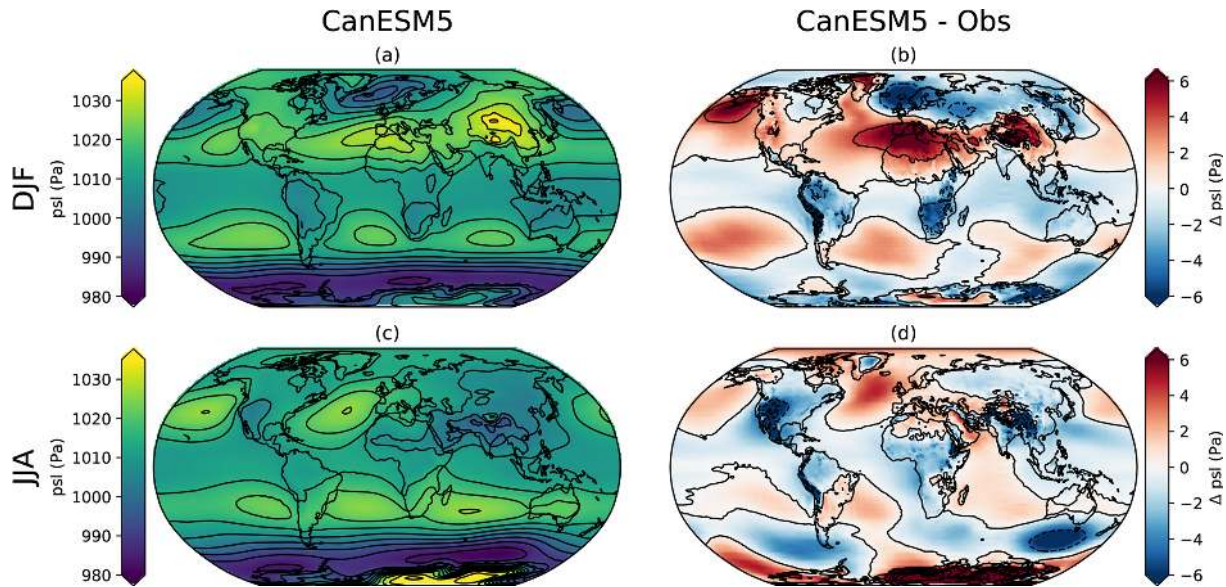 CanESM5
CanESM5 - Obs
(a)
(b)
DJF
psl (Pa)
1030
1020
1010
1000
990
980
6
4
2
0
−2
−4
−6
Δ psl (Pa)
(c)
(d)
JJA
psl (Pa)
1030
1020
1010
1000
990
980
6
4
2
0
−2
−4
−6
Δ psl (Pa)